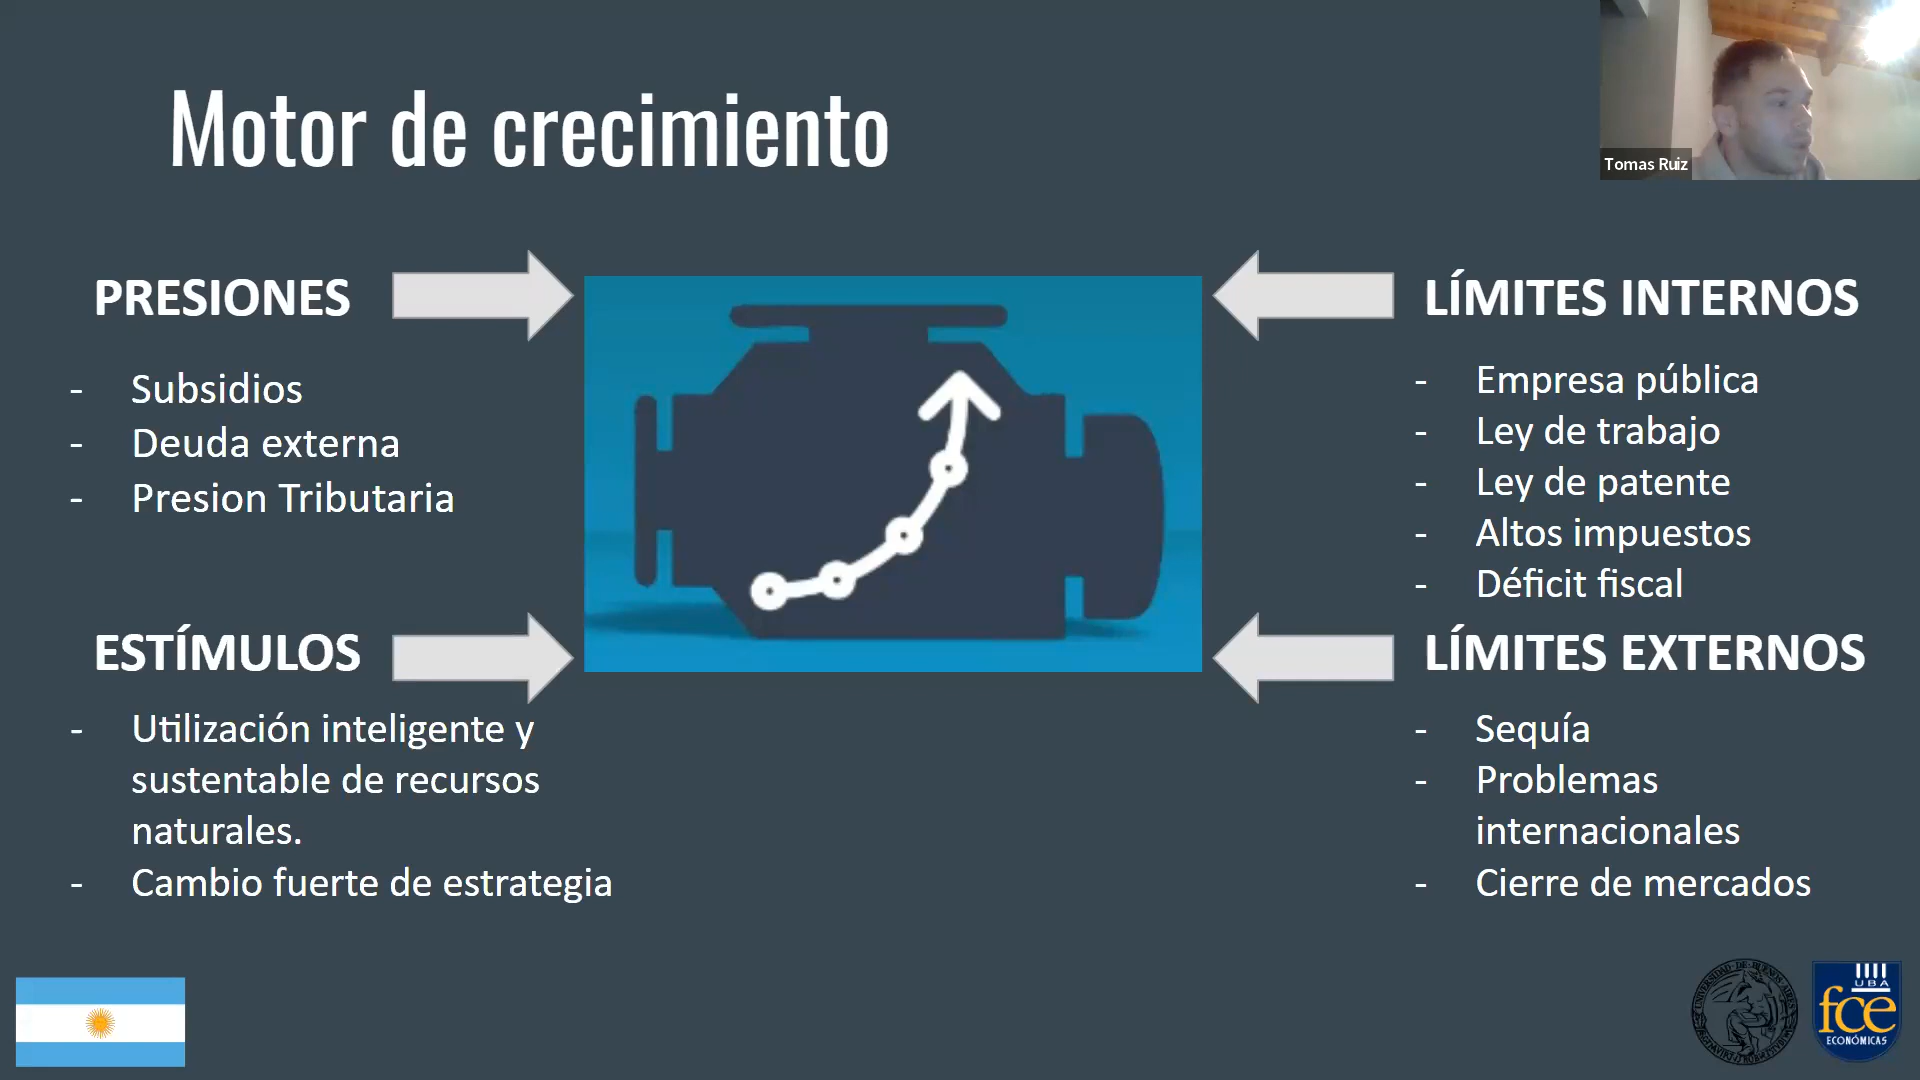 Motor de crecimiento
Tomas Ruiz
PRESIONES
- Subsidios
- Deuda externa
- Presion Tributaria
ESTÍMULOS
- Utilización inteligente y
sustentable de recursos
naturales.
- Cambio fuerte de estrategia
LÍMITES INTERNOS
- Empresa pública
- Ley de trabajo
- Ley de patente
- Altos impuestos
- Déficit fiscal
LÍMITES EXTERNOS
- Sequía
- Problemas
internacionales
- Cierre de mercados
UBA
fce
ECONÓMICAS